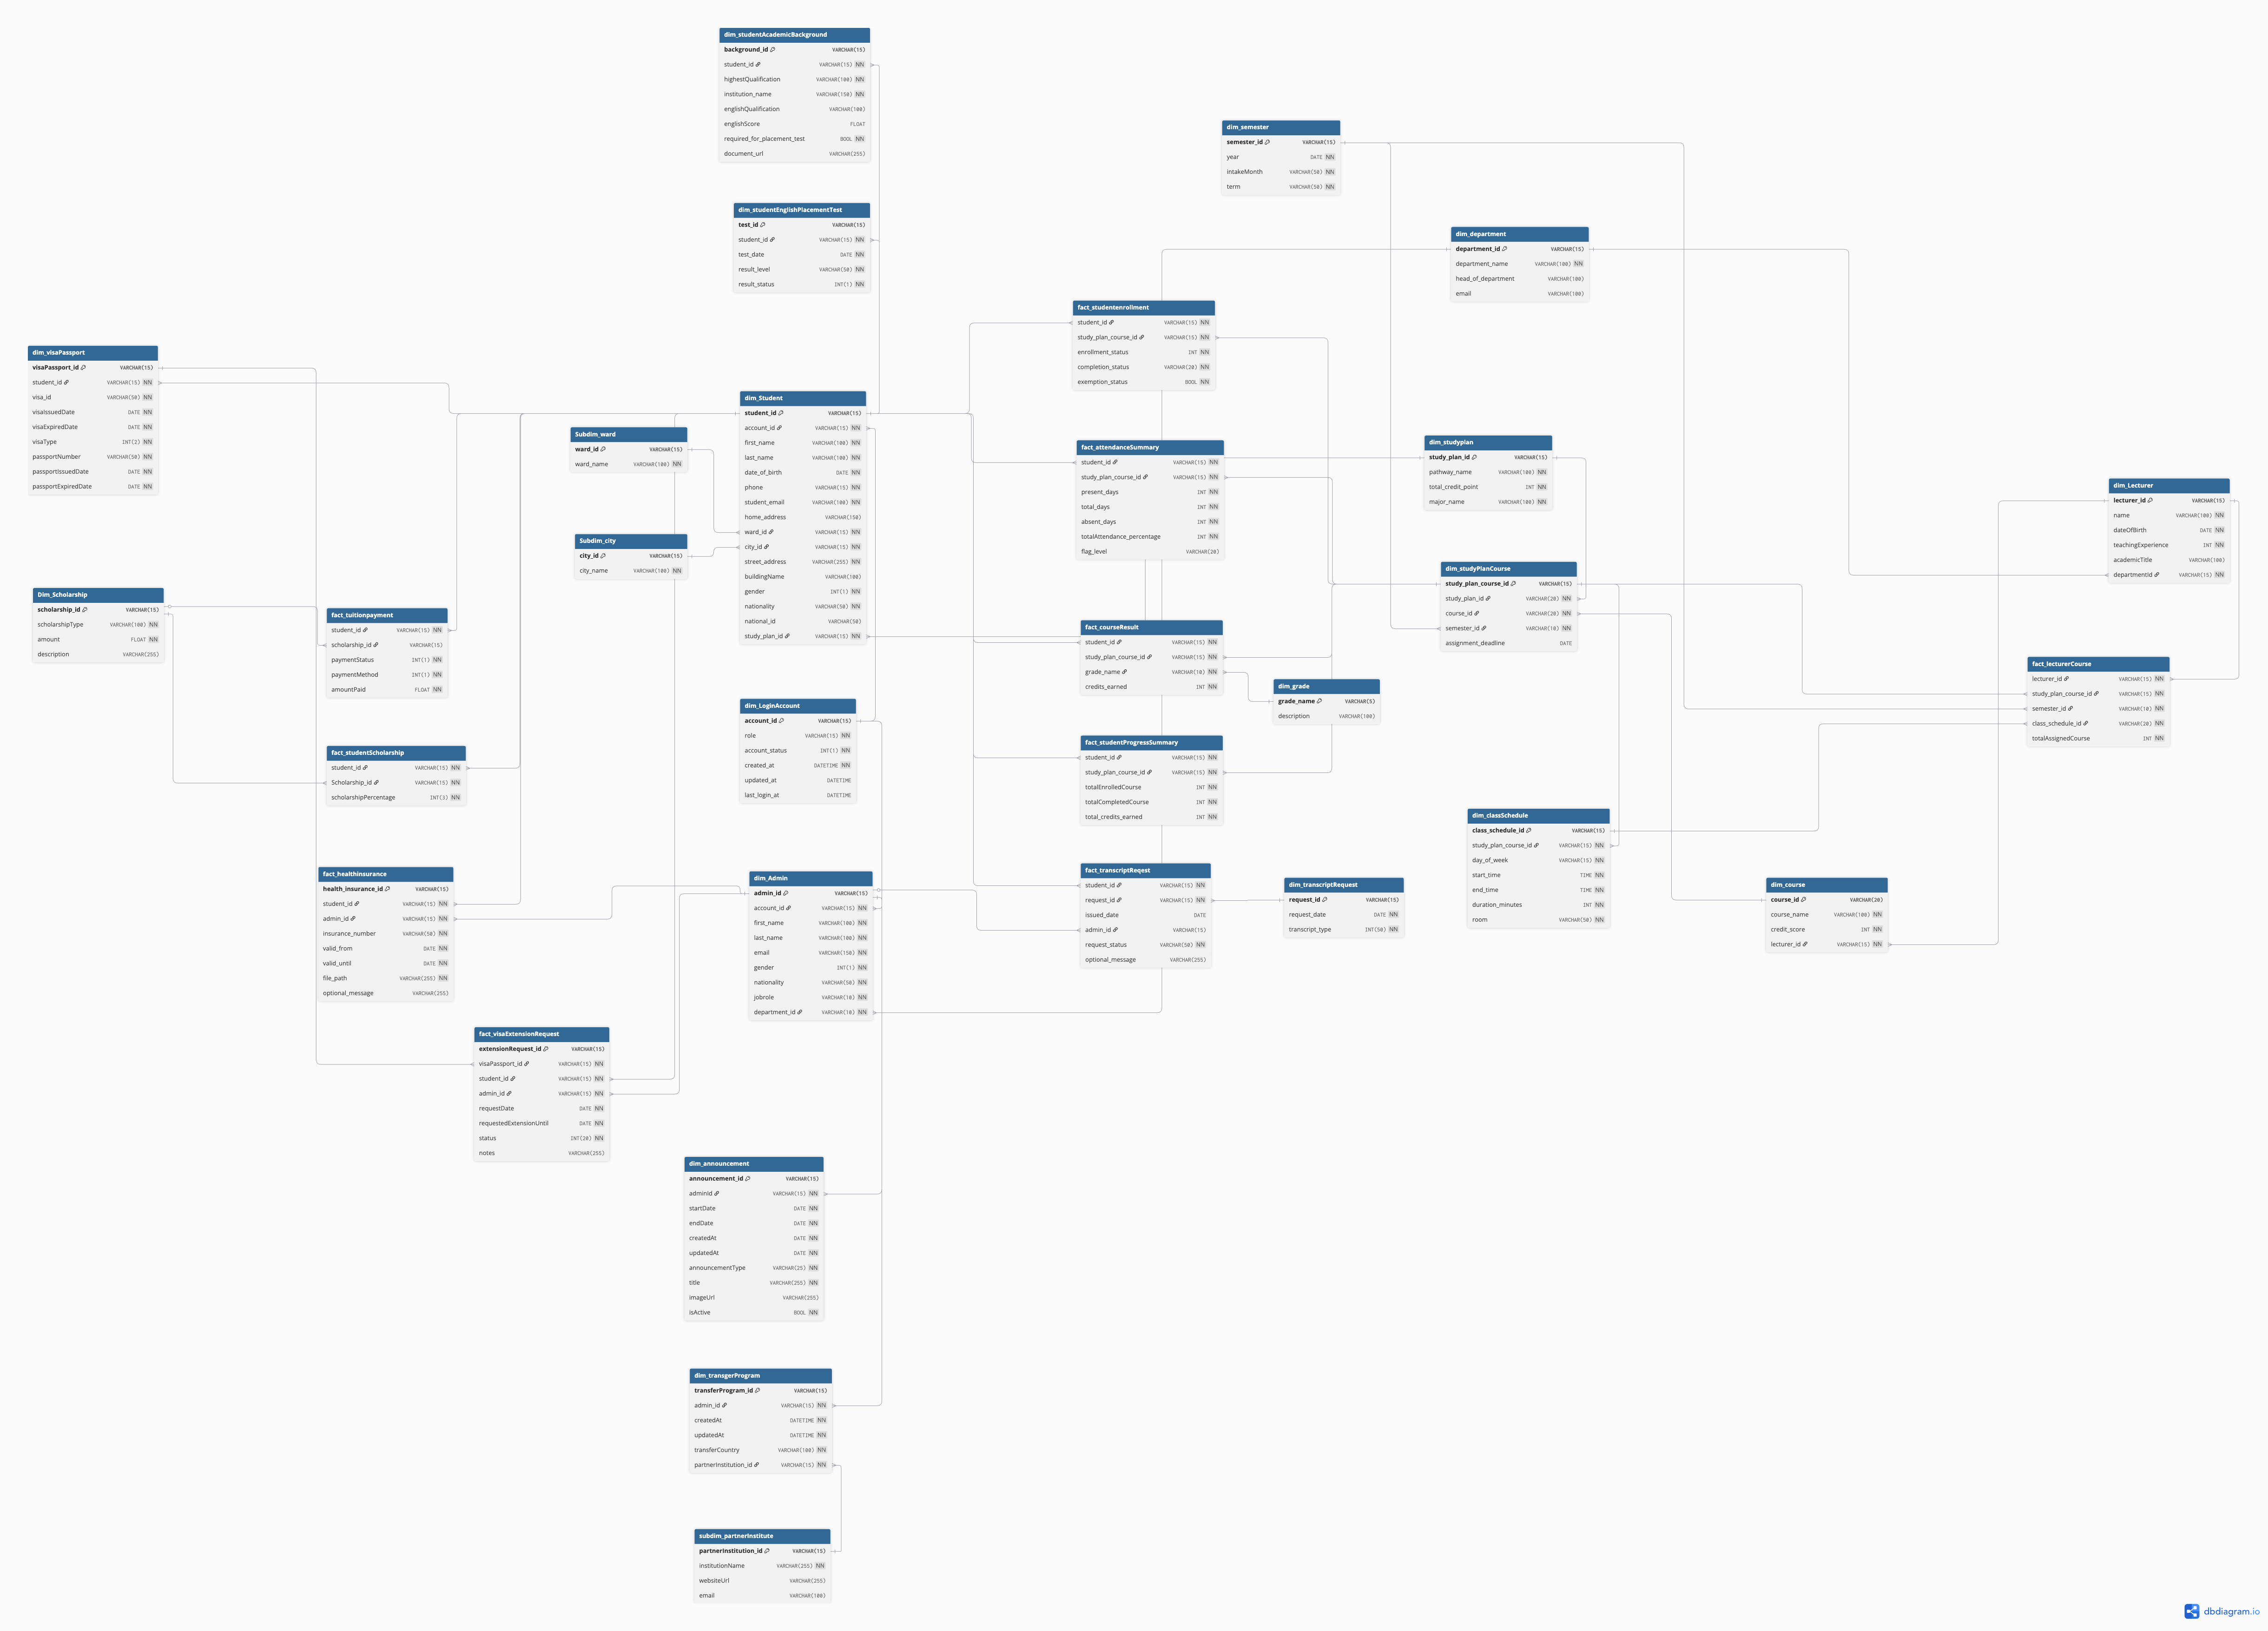 dim_studentAcademicBackground
background_id VARCHAR(15)
student_id VARCHAR(15) NN
highestQualification VARCHAR(100) NN
institution_name VARCHAR(150) NN
englishQualification VARCHAR(100)
englishScore FLOAT
required_for_placement_test BOOL NN
document_url VARCHAR(255)
dim_semester
semester_id VARCHAR(15)
year DATE NN
intakeMonth VARCHAR(50) NN
term VARCHAR(50) NN
dim_studentEnglishPlacementTest
test_id VARCHAR(15)
student_id VARCHAR(15) NN
test_date DATE NN
result_level VARCHAR(50) NN
result_status INT(1) NN
dim_department
department_id VARCHAR(15)
department_name VARCHAR(100) NN
head_of_department VARCHAR(100)
email VARCHAR(100)
fact_studentenrollment
student_id VARCHAR(15) NN
study_plan_course_id VARCHAR(15) NN
enrollment_status INT NN
completion_status VARCHAR(20) NN
exemption_status BOOL NN
dim_visaPassport
visaPassport_id VARCHAR(15)
student_id VARCHAR(15) NN
visa_id VARCHAR(50) NN
visaIssuedDate DATE NN
visaExpiredDate DATE NN
visaType INT(2) NN
passportNumber VARCHAR(50) NN
passportIssuedDate DATE NN
passportExpiredDate DATE NN
dim_Student
student_id VARCHAR(15)
account_id VARCHAR(15) NN
first_name VARCHAR(100) NN
last_name VARCHAR(100) NN
date_of_birth DATE NN
phone VARCHAR(15) NN
student_email VARCHAR(100) NN
home_address VARCHAR(150)
ward_id VARCHAR(15) NN
city_id VARCHAR(15) NN
street_address VARCHAR(255) NN
buildingName VARCHAR(100)
gender INT(1) NN
nationality VARCHAR(50) NN
national_id VARCHAR(50)
study_plan_id VARCHAR(15) NN
Subdim_ward
ward_id VARCHAR(15)
ward_name VARCHAR(100) NN
Subdim_city
city_id VARCHAR(15)
city_name VARCHAR(100) NN
fact_attendanceSummary
student_id VARCHAR(15) NN
study_plan_course_id VARCHAR(15) NN
present_days INT NN
total_days INT NN
absent_days INT NN
totalAttendance_percentage INT NN
flag_level VARCHAR(20)
dim_studyplan
study_plan_id VARCHAR(15)
pathway_name VARCHAR(100) NN
total_credit_point INT NN
major_name VARCHAR(100) NN
dim_Lecturer
lecturer_id VARCHAR(15)
name VARCHAR(100) NN
dateOfBirth DATE NN
teachingExperience INT NN
academicTitle VARCHAR(100)
departmentId VARCHAR(15) NN
dim_studyPlanCourse
study_plan_course_id VARCHAR(15)
study_plan_id VARCHAR(20) NN
course_id VARCHAR(20) NN
semester_id VARCHAR(10) NN
assignment_deadline DATE
Dim_Scholarship
scholarship_id VARCHAR(15)
scholarshipType VARCHAR(100) NN
amount FLOAT NN
description VARCHAR(255)
fact_tuitionpayment
student_id VARCHAR(15) NN
scholarship_id VARCHAR(15)
paymentStatus INT(1) NN
paymentMethod INT(1) NN
amountPaid FLOAT NN
fact_courseResult
student_id VARCHAR(15) NN
study_plan_course_id VARCHAR(15) NN
grade_name VARCHAR(10) NN
credits_earned INT NN
dim_grade
grade_name VARCHAR(5)
description VARCHAR(100)
fact_lecturerCourse
lecturer_id VARCHAR(15) NN
study_plan_course_id VARCHAR(15) NN
semester_id VARCHAR(10) NN
class_schedule_id VARCHAR(20) NN
totalAssignedCourse INT NN
dim_LoginAccount
account_id VARCHAR(15)
role VARCHAR(15) NN
account_status INT(1) NN
created_at DATETIME NN
updated_at DATETIME
last_login_at DATETIME
fact_studentScholarship
student_id VARCHAR(15) NN
Scholarship_id VARCHAR(15) NN
scholarshipPercentage INT(3) NN
fact_studentProgressSummary
student_id VARCHAR(15) NN
study_plan_course_id VARCHAR(15) NN
totalEnrolledCourse INT NN
totalCompletedCourse INT NN
total_credits_earned INT NN
dim_classSchedule
class_schedule_id VARCHAR(15)
study_plan_course_id VARCHAR(15) NN
day_of_week VARCHAR(15) NN
start_time TIME NN
end_time TIME NN
duration_minutes INT NN
room VARCHAR(50) NN
fact_healthinsurance
health_insurance_id VARCHAR(15)
student_id VARCHAR(15) NN
admin_id VARCHAR(15) NN
insurance_number VARCHAR(50) NN
valid_from DATE NN
valid_until DATE NN
file_path VARCHAR(255) NN
optional_message VARCHAR(255)
dim_Admin
admin_id VARCHAR(15)
account_id VARCHAR(15) NN
first_name VARCHAR(100) NN
last_name VARCHAR(100) NN
email VARCHAR(150) NN
gender INT(1) NN
nationality VARCHAR(50) NN
jobrole VARCHAR(10) NN
department_id VARCHAR(10) NN
fact_transcriptReqest
student_id VARCHAR(15) NN
request_id VARCHAR(15) NN
issued_date DATE
admin_id VARCHAR(15)
request_status VARCHAR(50) NN
optional_message VARCHAR(255)
dim_transcriptRequest
request_id VARCHAR(15)
request_date DATE NN
transcript_type INT(50) NN
dim_course
course_id VARCHAR(20)
course_name VARCHAR(100) NN
credit_score INT NN
lecturer_id VARCHAR(15) NN
fact_visaExtensionRequest
extensionRequest_id VARCHAR(15)
visaPassport_id VARCHAR(15) NN
student_id VARCHAR(15) NN
admin_id VARCHAR(15) NN
requestDate DATE NN
requestedExtensionUntil DATE NN
status INT(20) NN
notes VARCHAR(255)
dim_announcement
announcement_id VARCHAR(15)
adminId VARCHAR(15) NN
startDate DATE NN
endDate DATE NN
createdAt DATE NN
updatedAt DATE NN
announcementType VARCHAR(25) NN
title VARCHAR(255) NN
imageUrl VARCHAR(255)
isActive BOOL NN
dim_transgerProgram
transferProgram_id VARCHAR(15)
admin_id VARCHAR(15) NN
createdAt DATETIME NN
updatedAt DATETIME NN
transferCountry VARCHAR(100) NN
partnerInstitution_id VARCHAR(15) NN
subdim_partnerInstitute
partnerInstitution_id VARCHAR(15)
institutionName VARCHAR(255) NN
websiteUrl VARCHAR(255)
email VARCHAR(100)
dbdiagram.io